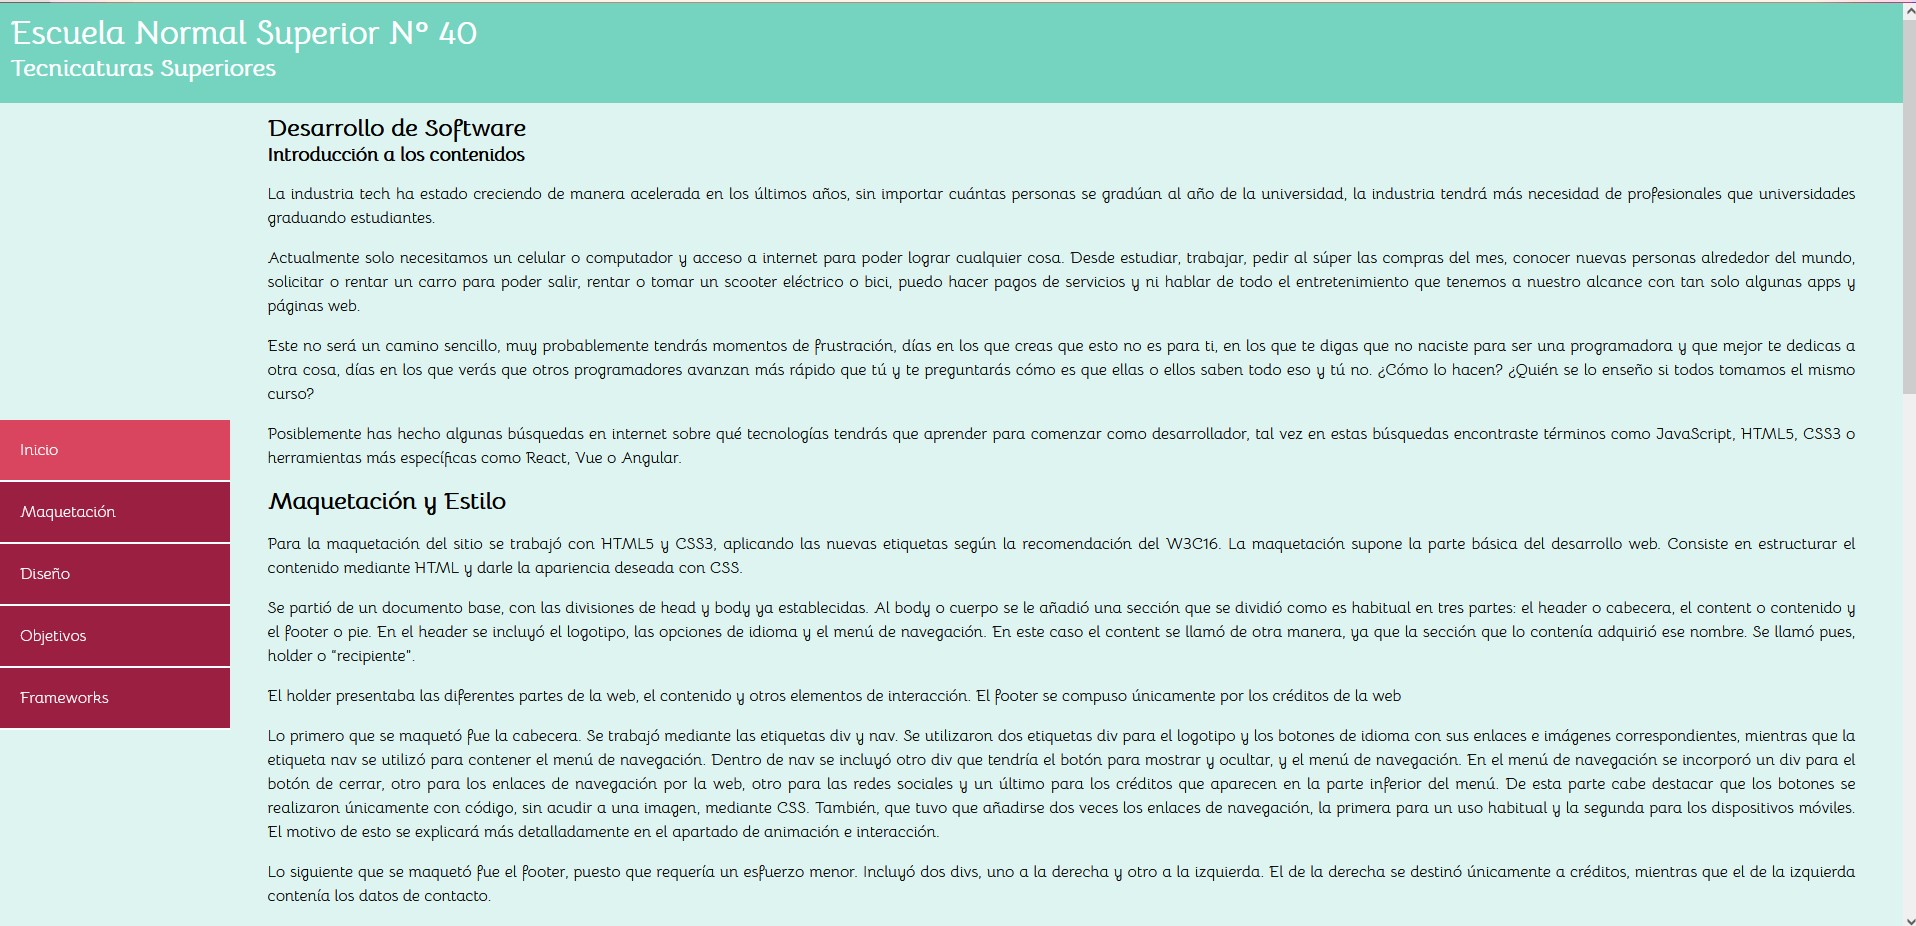 Escuela Normal Superior Nº 40
Tecnicaturas Superiores
Inicio
Maquetación
Diseño
Objetivos
Frameworks
Desarrollo de Software
Introducción a los contenidos
La industria tech ha estado creciendo de manera acelerada en los últimos años, sin importar cuántas personas se gradúan al año de la universidad, la industria tendrá más necesidad de profesionales que universidades
graduando estudiantes.
Actualmente solo necesitamos un celular o computador y acceso a internet para poder lograr cualquier cosa. Desde estudiar, trabajar, pedir al súper las compras del mes, conocer nuevas personas alrededor del mundo,
solicitar o rentar un carro para poder salir, rentar o tomar un scooter eléctrico o bici, puedo hacer pagos de servicios y ni hablar de todo el entretenimiento que tenemos a nuestro alcance con tan solo algunas apps y
páginas web.
Este no será un camino sencillo, muy probablemente tendrás momentos de frustración, días en los que creas que esto no es para ti, en los que te digas que no naciste para ser una programadora y que mejor te dedicas a
otra cosa, días en los que verás que otros programadores avanzan más rápido que tú y te preguntarás cómo es que ellas o ellos saben todo eso y tú no. ¿Cómo lo hacen? ¿Quién se lo enseño si todos tomamos el mismo
curso?
Posiblemente has hecho algunas búsquedas en internet sobre qué tecnologías tendrás que aprender para comenzar como desarrollador, tal vez en estas búsquedas encontraste términos como JavaScript, HTML5, CSS3 o
herramientas más específicas como React, Vue o Angular.
Maquetación y Estilo
Para la maquetación del sitio se trabajó con HTML5 y CSS3, aplicando las nuevas etiquetas según la recomendación del W3C16. La maquetación supone la parte básica del desarrollo web. Consiste en estructurar el
contenido mediante HTML y darle la apariencia deseada con CSS.
Se partió de un documento base, con las divisiones de head y body ya establecidas. Al body o cuerpo se le añadió una sección que se dividió como es habitual en tres partes: el header o cabecera, el content o contenido y
el footer o pie. En el header se incluyó el logotipo, las opciones de idioma y el menú de navegación. En este caso el content se llamó de otra manera, ya que la sección que lo contenía adquirió ese nombre. Se llamó pues,
holder o “recipiente”.
El holder presentaba las diferentes partes de la web, el contenido y otros elementos de interacción. El footer se compuso únicamente por los créditos de la web
Lo primero que se maquetó fue la cabecera. Se trabajó mediante las etiquetas div y nav. Se utilizaron dos etiquetas div para el logotipo y los botones de idioma con sus enlaces e imágenes correspondientes, mientras que la
etiqueta nav se utilizó para contener el menú de navegación. Dentro de nav se incluyó otro div que tendría el botón para mostrar y ocultar, y el menú de navegación. En el menú de navegación se incorporó un div para el
botón de cerrar, otro para los enlaces de navegación por la web, otro para las redes sociales y un último para los créditos que aparecen en la parte inferior del menú. De esta parte cabe destacar que los botones se
realizaron únicamente con código, sin acudir a una imagen, mediante CSS. También, que tuvo que añadirse dos veces los enlaces de navegación, la primera para un uso habitual y la segunda para los dispositivos móviles.
El motivo de esto se explicará más detalladamente en el apartado de animación e interacción.
Lo siguiente que se maquetó fue el footer, puesto que requería un esfuerzo menor. Incluyó dos divs, uno a la derecha y otro a la izquierda. El de la derecha se destinó únicamente a créditos, mientras que el de la izquierda
contenía los datos de contacto.